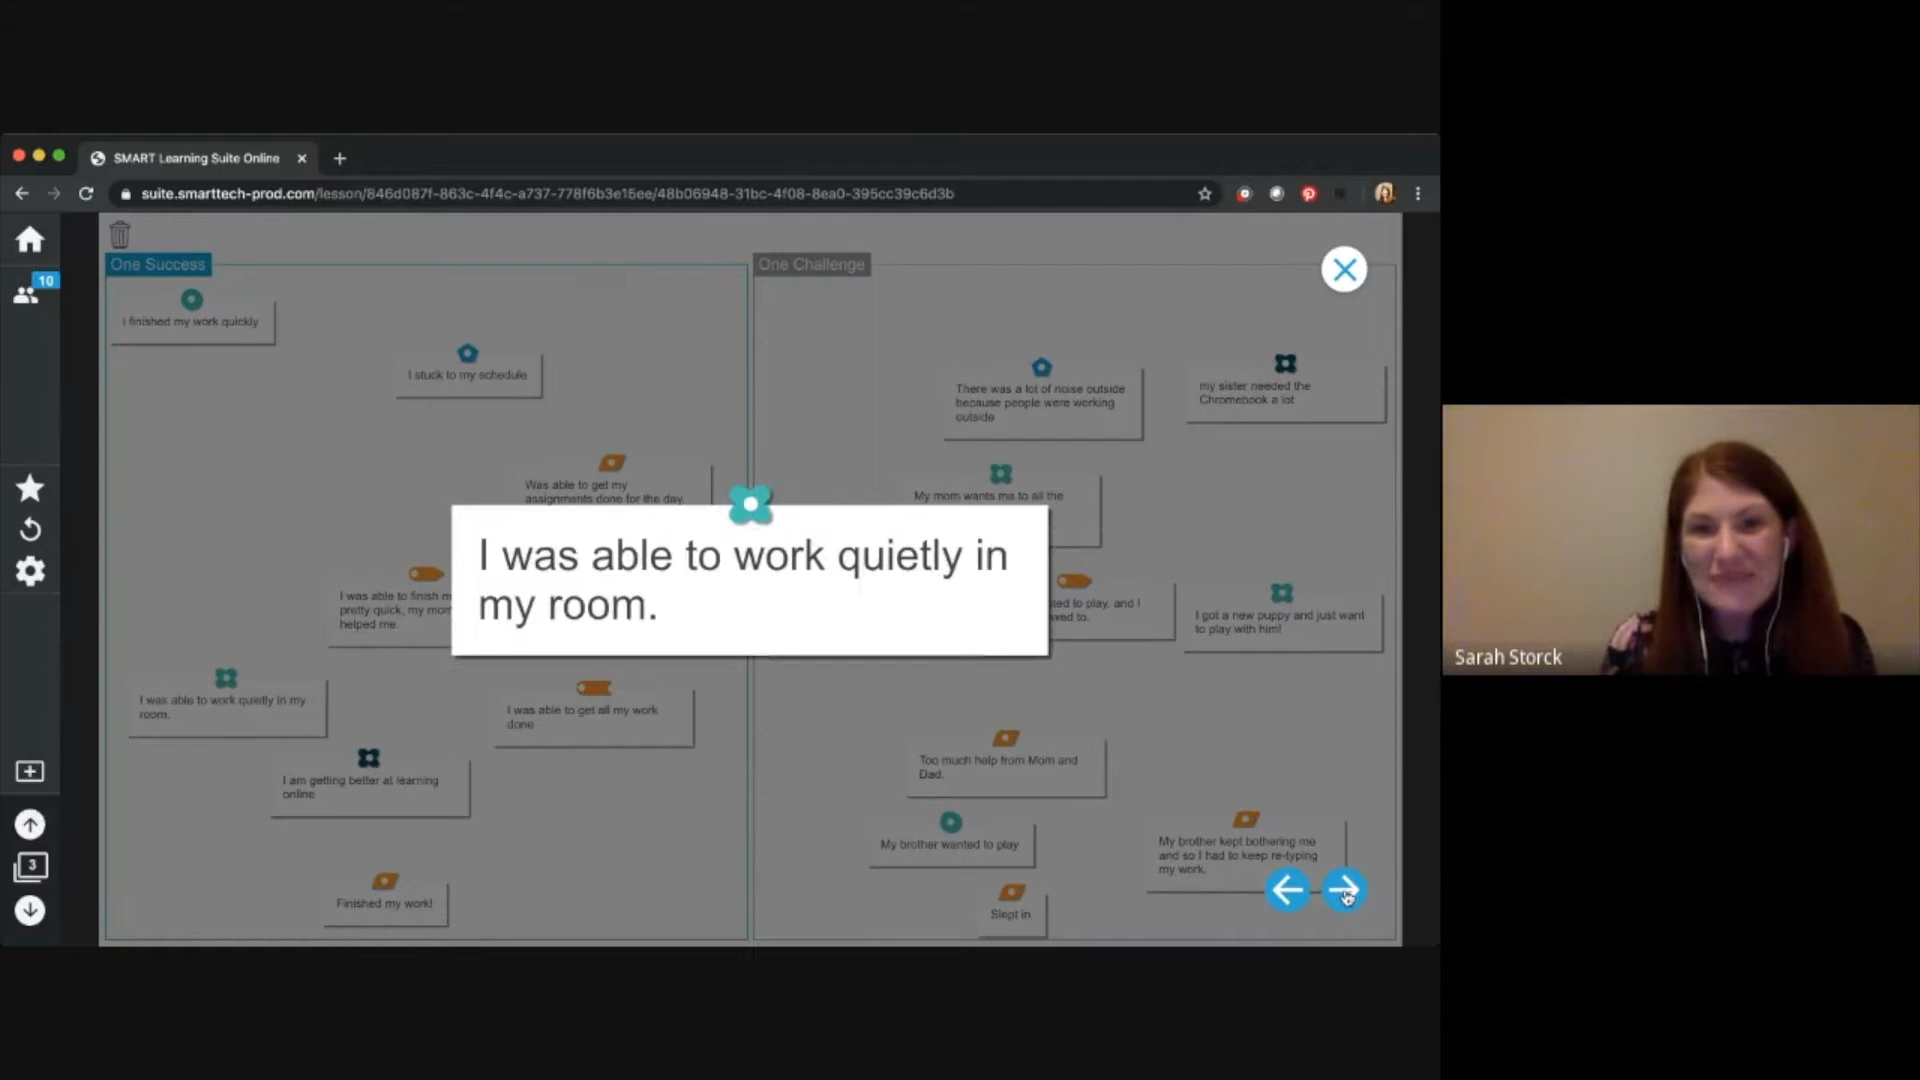 SMART Learning Suite Online
suite.smarttech-prod.com/lesson/846d087f-863c-4f4c-a737-778f6b3e15ee/48b06948-31bc-4f08-8ea0-395cc39c6d3b
10
One Success
One Challenge
I finished my work quickly
I stuck to my schedule
There was a lot of noise outside
because people were working
outside
my sister needed the
Chromebook a lot
Was able to get my
assignments done for the day.
My mom wants me to all the
I was able to work quietly in
my room.
I was able to finish
pretty quick, my
helped me.
to play, and I
to.
I got a new puppy and just want
to play with him!
I was able to work quietly in my
room.
I was able to get all my work
done
I am getting better at learning
online
Too much help from Mom and
Dad.
My brother wanted to play
My brother kept bothering me
and so I had to keep re-typing
my work.
Finished my work!
Slept in
3
Sarah Storck